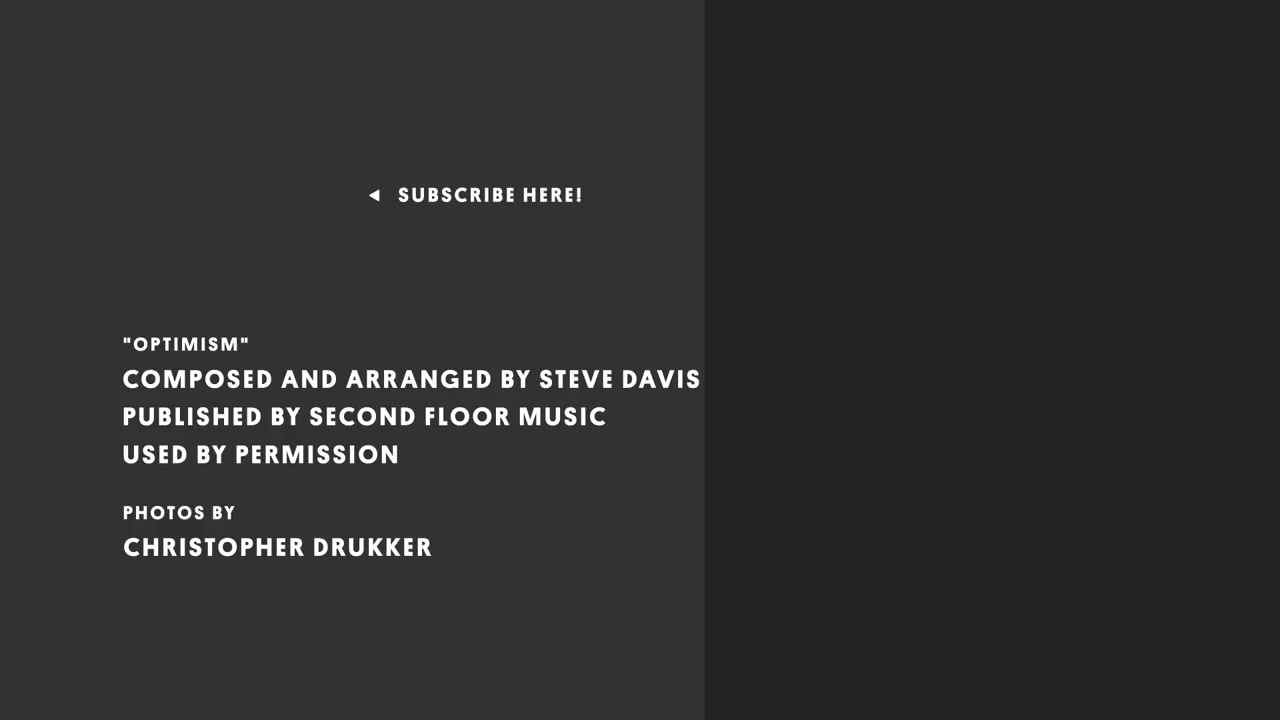 ◀ SUBSCRIBE HERE!
"OPTIMISM"
COMPOSED AND ARRANGED BY STEVE DAVIS
PUBLISHED BY SECOND FLOOR MUSIC
USED BY PERMISSION
PHOTOS BY
CHRISTOPHER DRUKKER